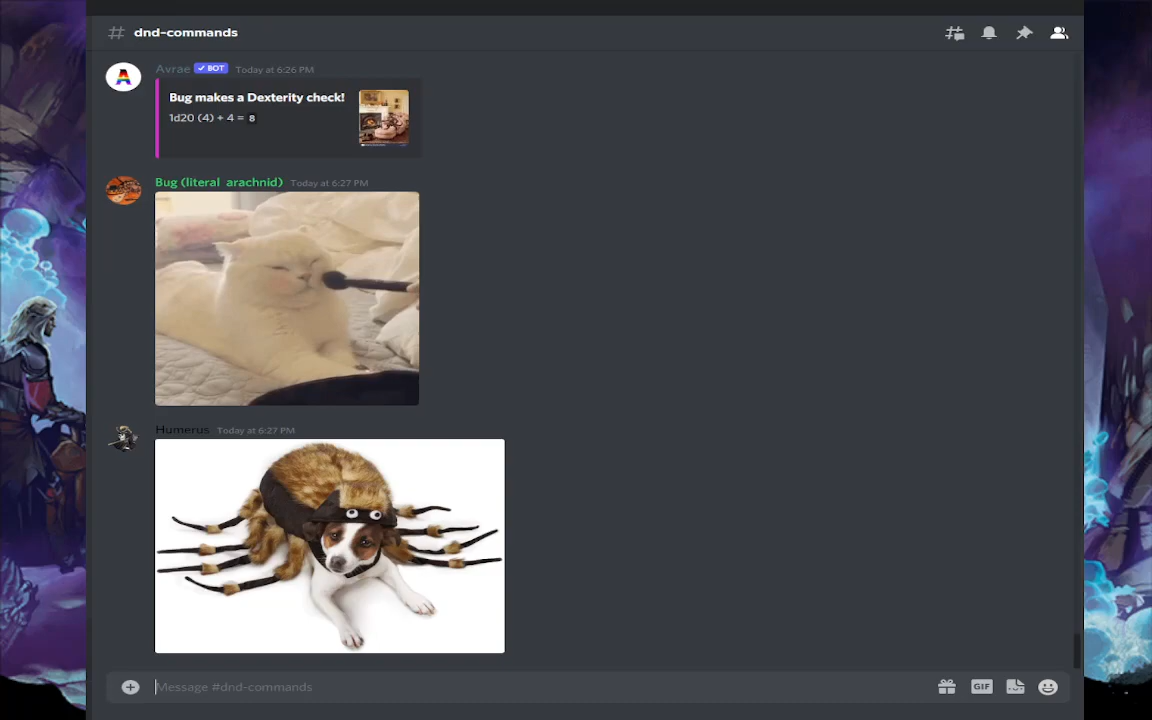 # dnd-commands
A
Avrae ✓ BOT Today at 6:26 PM
Bug makes a Dexterity check!
1d20 (4) + 4 = 8
Bug (literal arachnid) Today at 6:27 PM
Humerus Today at 6:27 PM
Message #dnd-commands
GIF